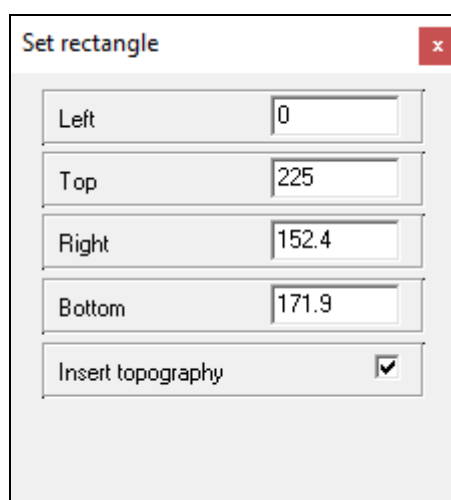 Set rectangle x
Left 0
Top 225
Right 152.4
Bottom 171.9
Insert topography